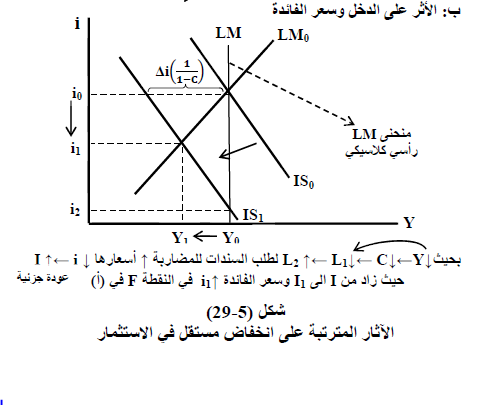 ب: الأثر على الدخل وسعر الفائدة
i
LM
LM₀
Δi(1/1−C)
i₀
i₁
i₂
منحنى LM
رأسي كلاسيكي
IS₀
IS₁
Y
Y₁ ← Y₀
بحيث Y↓ → C↓ → L₁↓ → L₂ ↑ لطلب السندات للمضاربة ↑ أسعارها ↓ i → ↑ I
حيث زاد من I الى I₁ وسعر الفائدة ↑i₁ في النقطة F في (أ) عودة جزئية
شكل (5-29)
الآثار المترتبة على انخفاض مستقل في الاستثمار